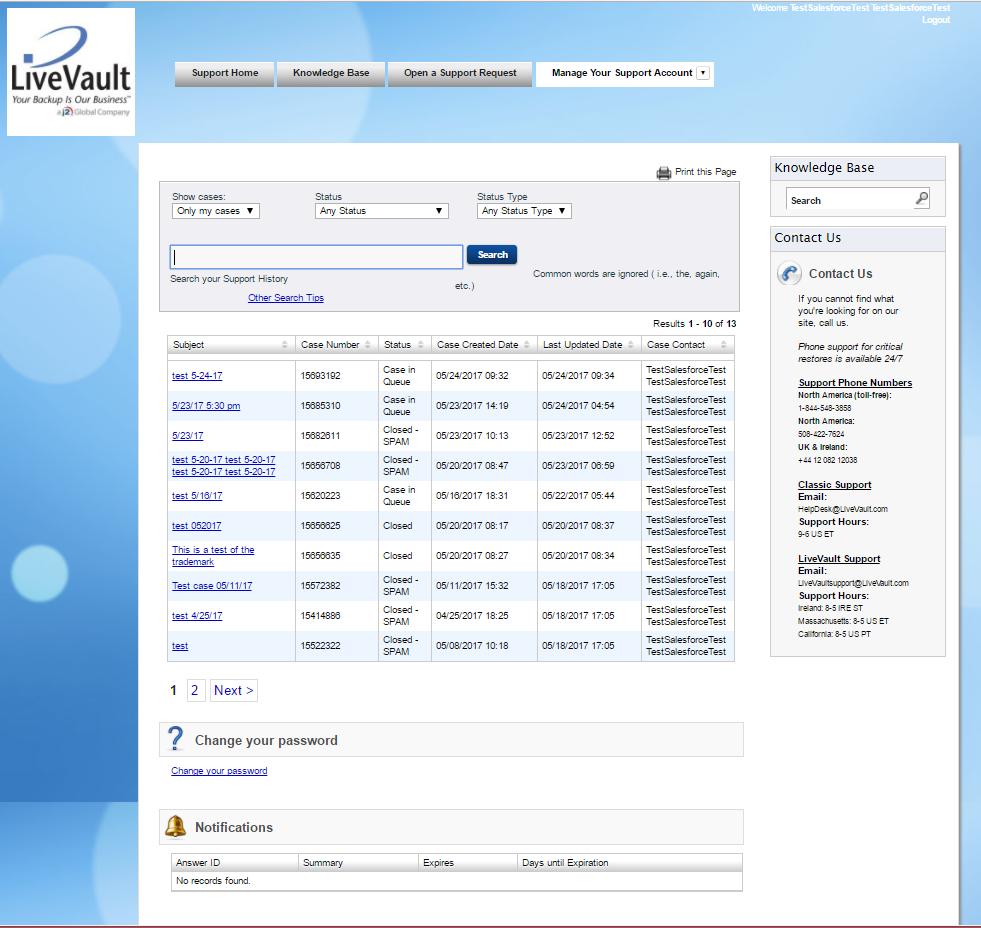 Welcome TestSalesforceTest TestSalesforceTest
Logout
LiveVault
Your Backup Is Our Business™
a j2 Global Company
Support Home
Knowledge Base
Open a Support Request
Manage Your Support Account
Print this Page
Show cases:
Status
Status Type
Only my cases
Any Status
Any Status Type
Search
Search your Support History
Common words are ignored ( i.e., the, again,
etc.)
Other Search Tips
Results 1 - 10 of 13
Subject Case Number Status Case Created Date Last Updated Date Case Contact
test 5-24-17 15693192 Case in Queue 05/24/2017 09:32 05/24/2017 09:34 TestSalesforceTest TestSalesforceTest
5/23/17 5:30 pm 15685310 Case in Queue 05/23/2017 14:19 05/24/2017 04:54 TestSalesforceTest TestSalesforceTest
5/23/17 15682611 Closed - SPAM 05/23/2017 10:13 05/23/2017 12:52 TestSalesforceTest TestSalesforceTest
test 5-20-17 test 5-20-17 test 5-20-17 test 5-20-17 15656708 Closed - SPAM 05/20/2017 08:47 05/23/2017 06:59 TestSalesforceTest TestSalesforceTest
test 5/16/17 15620223 Case in Queue 05/16/2017 18:31 05/22/2017 05:44 TestSalesforceTest TestSalesforceTest
test 052017 15656625 Closed 05/20/2017 08:17 05/20/2017 08:37 TestSalesforceTest TestSalesforceTest
This is a test of the trademark 15656635 Closed 05/20/2017 08:27 05/20/2017 08:34 TestSalesforceTest TestSalesforceTest
Test case 05/11/17 15572382 Closed - SPAM 05/11/2017 15:32 05/18/2017 17:05 TestSalesforceTest TestSalesforceTest
test 4/25/17 15414886 Closed - SPAM 04/25/2017 18:25 05/18/2017 17:05 TestSalesforceTest TestSalesforceTest
test 15522322 Closed - SPAM 05/08/2017 10:18 05/18/2017 17:05 TestSalesforceTest TestSalesforceTest
1 2 Next >
Change your password
Change your password
Notifications
Answer ID Summary Expires Days until Expiration
No records found.
Knowledge Base
Search
Contact Us
Contact Us
If you cannot find what
you're looking for on our
site, call us.
Phone support for critical
restores is available 24/7
Support Phone Numbers
North America (toll-free):
1-844-548-3858
North America:
508-422-7624
UK & Ireland:
+44 12 082 12038
Classic Support
Email:
HelpDesk@LiveVault.com
Support Hours:
9-6 US ET
LiveVault Support
Email:
LiveVaultsupport@LiveVault.com
Support Hours:
Ireland: 8-5 IRE ST
Massachusetts: 8-5 US ET
California: 8-5 US PT